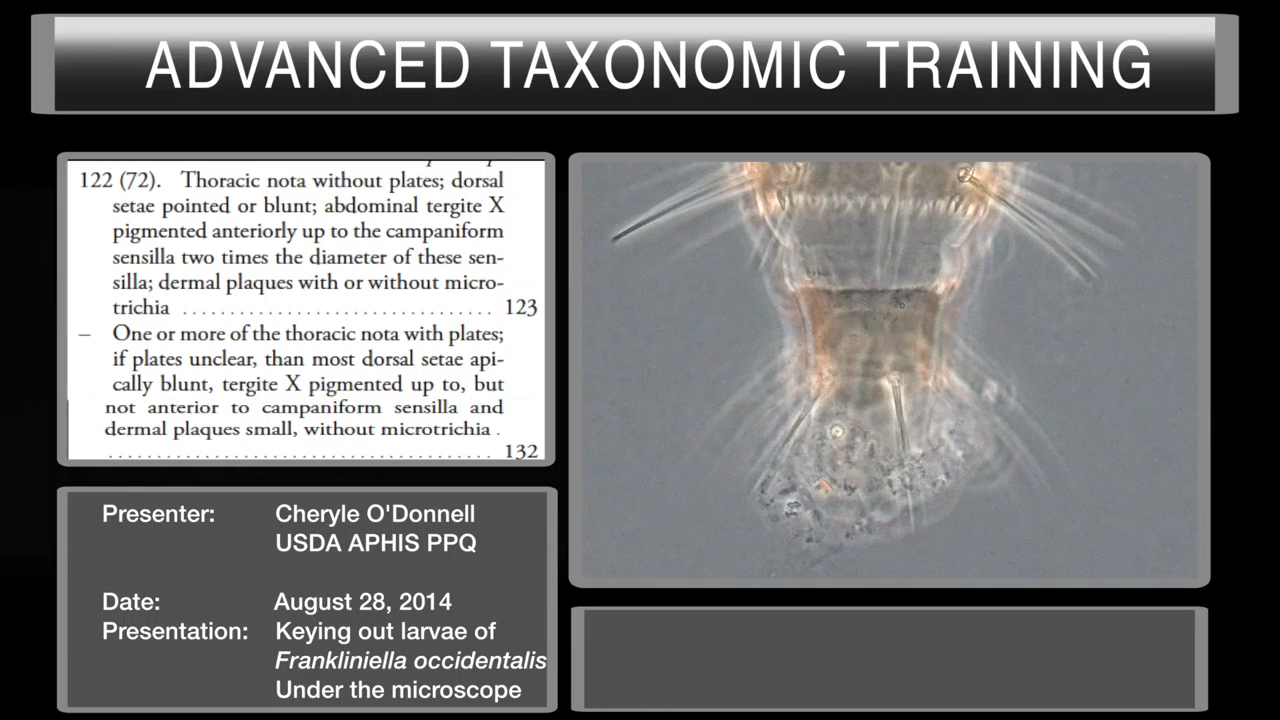 ADVANCED TAXONOMIC TRAINING
122 (72). Thoracic nota without plates; dorsal
setae pointed or blunt; abdominal tergite X
pigmented anteriorly up to the campaniform
sensilla two times the diameter of these sen-
silla; dermal plaques with or without micro-
trichia ................................ 123
– One or more of the thoracic nota with plates;
if plates unclear, than most dorsal setae api-
cally blunt, tergite X pigmented up to, but
not anterior to campaniform sensilla and
dermal plaques small, without microtrichia .
........................................ 132
Presenter: Cheryle O'Donnell
USDA APHIS PPQ
Date: August 28, 2014
Presentation: Keying out larvae of
Frankliniella occidentalis
Under the microscope